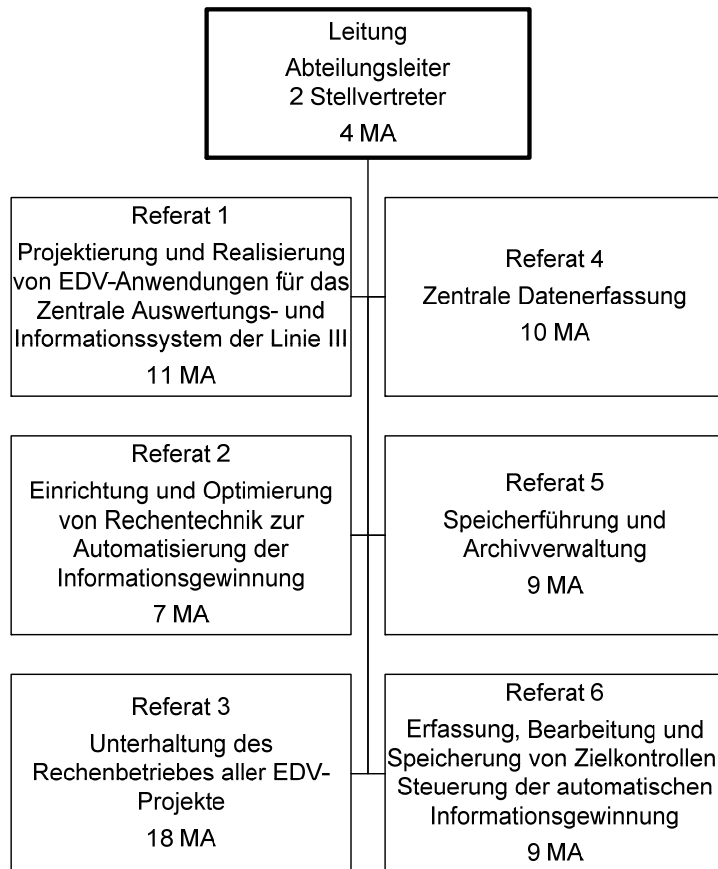 Leitung
Abteilungsleiter
2 Stellvertreter
4 MA
Referat 1
Projektierung und Realisierung
von EDV-Anwendungen für das
Zentrale Auswertungs- und
Informationssystem der Linie III
11 MA
Referat 4
Zentrale Datenerfassung
10 MA
Referat 2
Einrichtung und Optimierung
von Rechentechnik zur
Automatisierung der
Informationsgewinnung
7 MA
Referat 5
Speicherführung und
Archivverwaltung
9 MA
Referat 3
Unterhaltung des
Rechenbetriebes aller EDV-
Projekte
18 MA
Referat 6
Erfassung, Bearbeitung und
Speicherung von Zielkontrollen
Steuerung der automatischen
Informationsgewinnung
9 MA